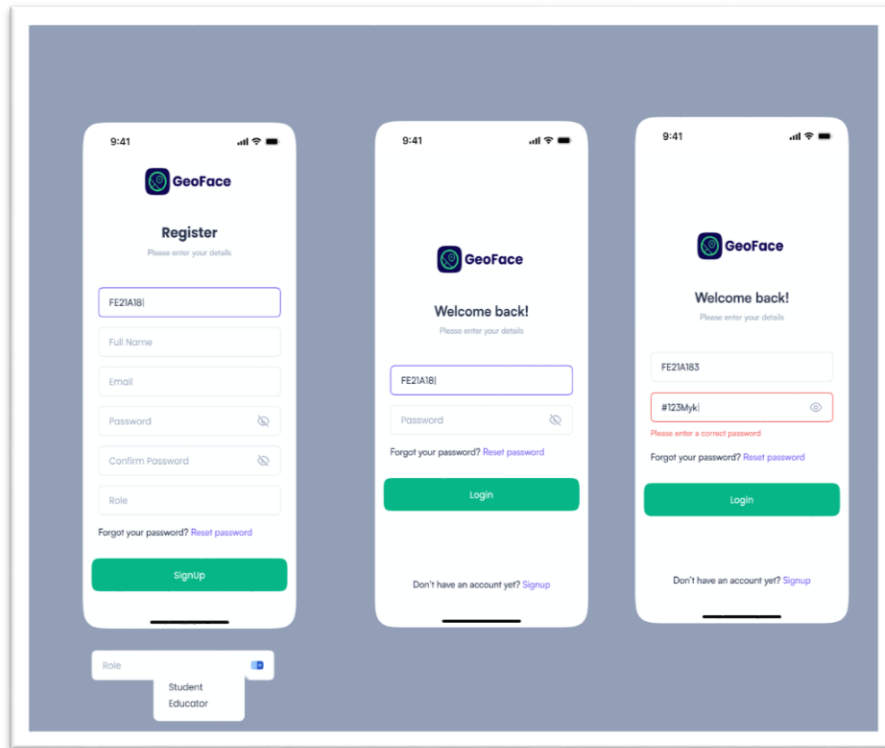 9:41
GeoFace
Register
Please enter your details
FE21A18
Full Name
Email
Password
Confirm Password
Role
Forgot your password? Reset password
SignUp
Role
Student
Educator
9:41
GeoFace
Welcome back!
Please enter your details
FE21A18
Password
Forgot your password? Reset password
Login
Don't have an account yet? Signup
9:41
GeoFace
Welcome back!
Please enter your details
FE21A183
#123Myk
Please enter a correct password
Forgot your password? Reset password
Login
Don't have an account yet? Signup